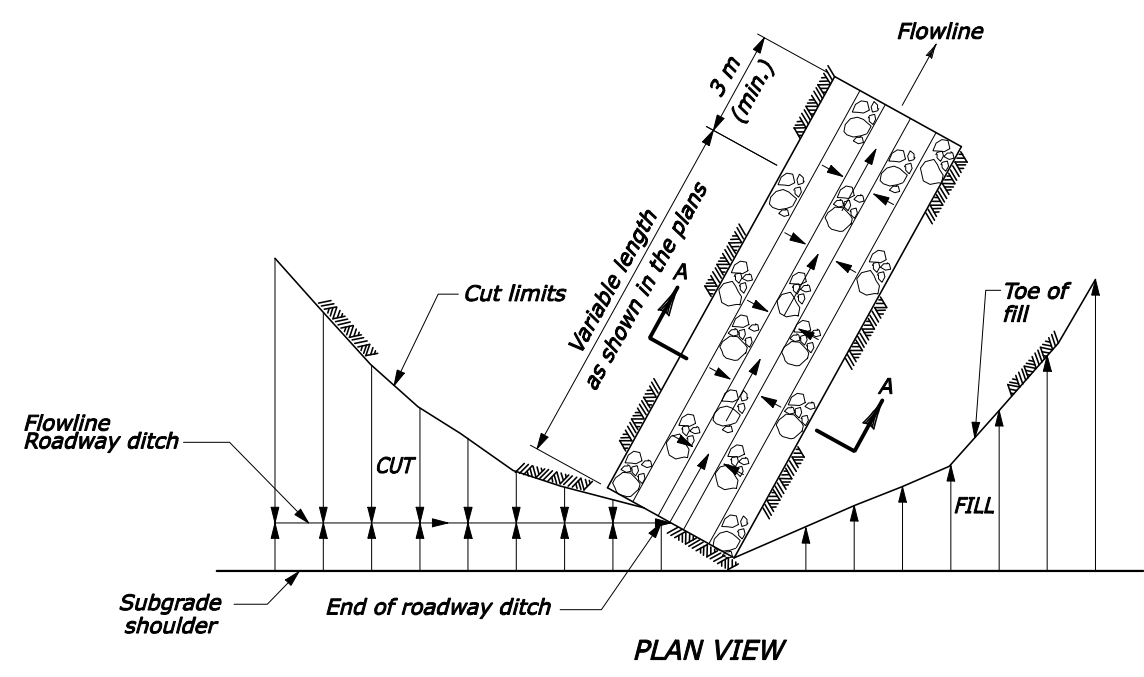 Flowline
3 m
(min.)
Variable length
as shown in the plans
A
Cut limits
Toe of
fill
A
Flowline
Roadway ditch
CUT
FILL
Subgrade
shoulder
End of roadway ditch
PLAN VIEW